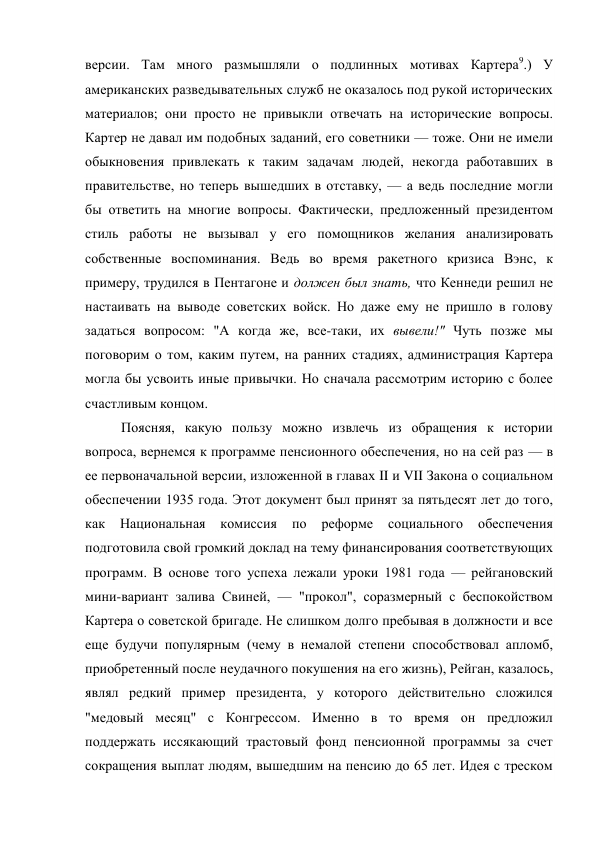 версии. Там много размышляли о подлинных мотивах Картера⁹.) У
американских разведывательных служб не оказалось под рукой исторических
материалов; они просто не привыкли отвечать на исторические вопросы.
Картер не давал им подобных заданий, его советники — тоже. Они не имели
обыкновения привлекать к таким задачам людей, некогда работавших в
правительстве, но теперь вышедших в отставку, — а ведь последние могли
бы ответить на многие вопросы. Фактически, предложенный президентом
стиль работы не вызывал у его помощников желания анализировать
собственные воспоминания. Ведь во время ракетного кризиса Вэнс, к
примеру, трудился в Пентагоне и должен был знать, что Кеннеди решил не
настаивать на выводе советских войск. Но даже ему не пришло в голову
задаться вопросом: "А когда же, все-таки, их вывели!" Чуть позже мы
поговорим о том, каким путем, на ранних стадиях, администрация Картера
могла бы усвоить иные привычки. Но сначала рассмотрим историю с более
счастливым концом.
Поясняя, какую пользу можно извлечь из обращения к истории
вопроса, вернемся к программе пенсионного обеспечения, но на сей раз — в
ее первоначальной версии, изложенной в главах II и VII Закона о социальном
обеспечении 1935 года. Этот документ был принят за пятьдесят лет до того,
как Национальная комиссия по реформе социального обеспечения
подготовила свой громкий доклад на тему финансирования соответствующих
программ. В основе того успеха лежали уроки 1981 года — рейгановский
мини-вариант залива Свиней, — "прокол", соразмерный с беспокойством
Картера о советской бригаде. Не слишком долго пребывая в должности и все
еще будучи популярным (чему в немалой степени способствовал апломб,
приобретенный после неудачного покушения на его жизнь), Рейган, казалось,
являл редкий пример президента, у которого действительно сложился
"медовый месяц" с Конгрессом. Именно в то время он предложил
поддержать иссякающий трастовый фонд пенсионной программы за счет
сокращения выплат людям, вышедшим на пенсию до 65 лет. Идея с треском